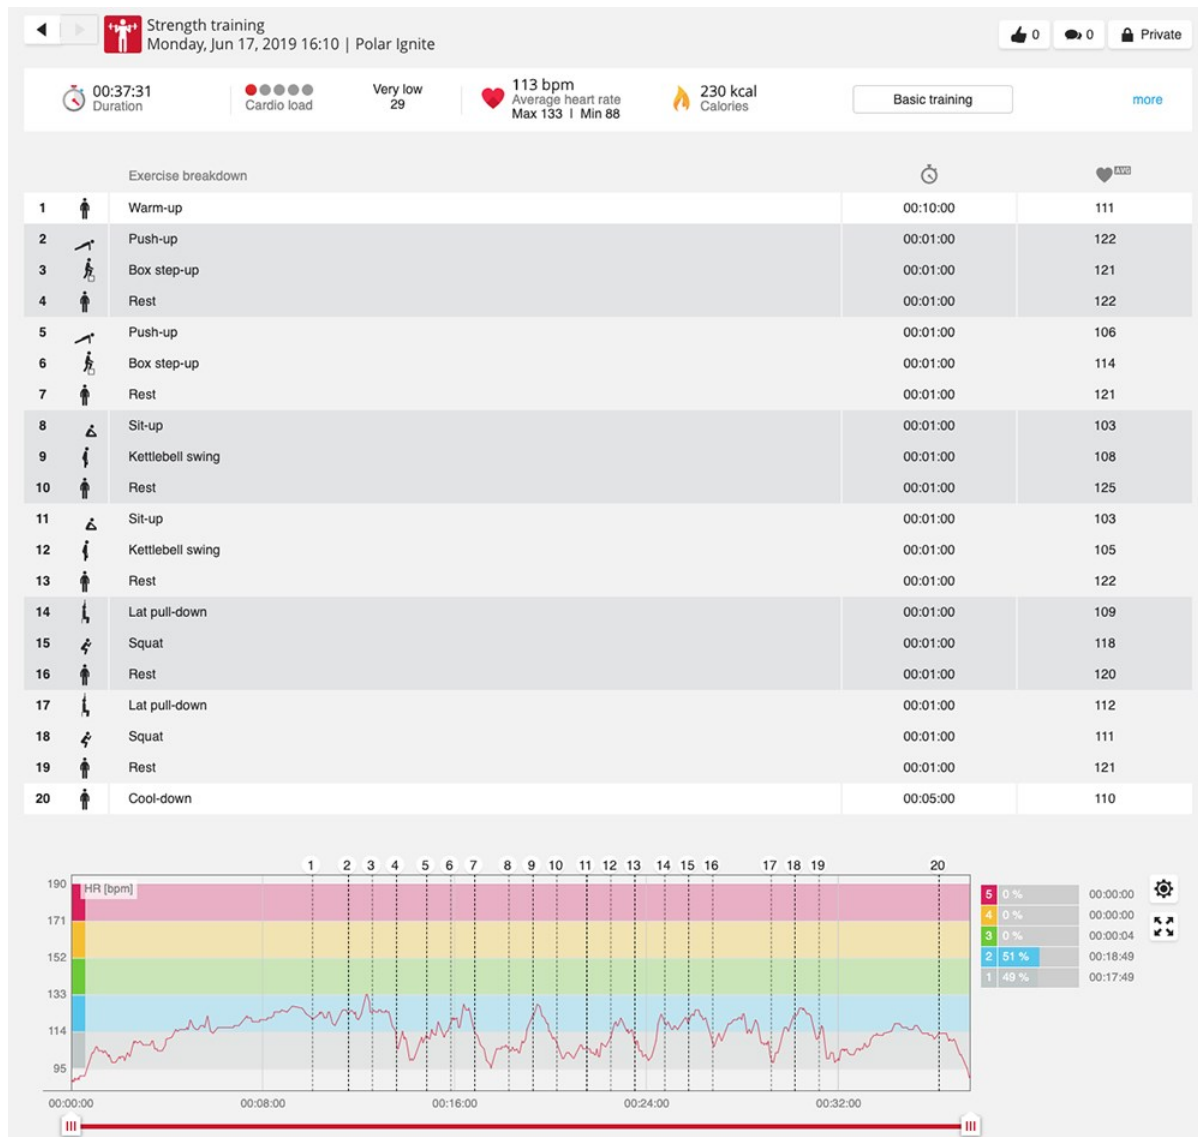 Strength training
Monday, Jun 17, 2019 16:10 | Polar Ignite
0 0 Private
00:37:31
Duration
Cardio load
Very low
29
113 bpm
Average heart rate
Max 133 | Min 88
230 kcal
Calories
Basic training
more
Exercise breakdown AVG
1 Warm-up 00:10:00 111
2 Push-up 00:01:00 122
3 Box step-up 00:01:00 121
4 Rest 00:01:00 122
5 Push-up 00:01:00 106
6 Box step-up 00:01:00 114
7 Rest 00:01:00 121
8 Sit-up 00:01:00 103
9 Kettlebell swing 00:01:00 108
10 Rest 00:01:00 125
11 Sit-up 00:01:00 103
12 Kettlebell swing 00:01:00 105
13 Rest 00:01:00 122
14 Lat pull-down 00:01:00 109
15 Squat 00:01:00 118
16 Rest 00:01:00 120
17 Lat pull-down 00:01:00 112
18 Squat 00:01:00 111
19 Rest 00:01:00 121
20 Cool-down 00:05:00 110
1 2 3 4 5 6 7 8 9 10 11 12 13 14 15 16 17 18 19 20
HR [bpm]
190
171
152
133
114
95
00:00:00 00:08:00 00:16:00 00:24:00 00:32:00
5 0 % 00:00:00
4 0 % 00:00:00
3 0 % 00:00:04
2 51 % 00:18:49
1 49 % 00:17:49